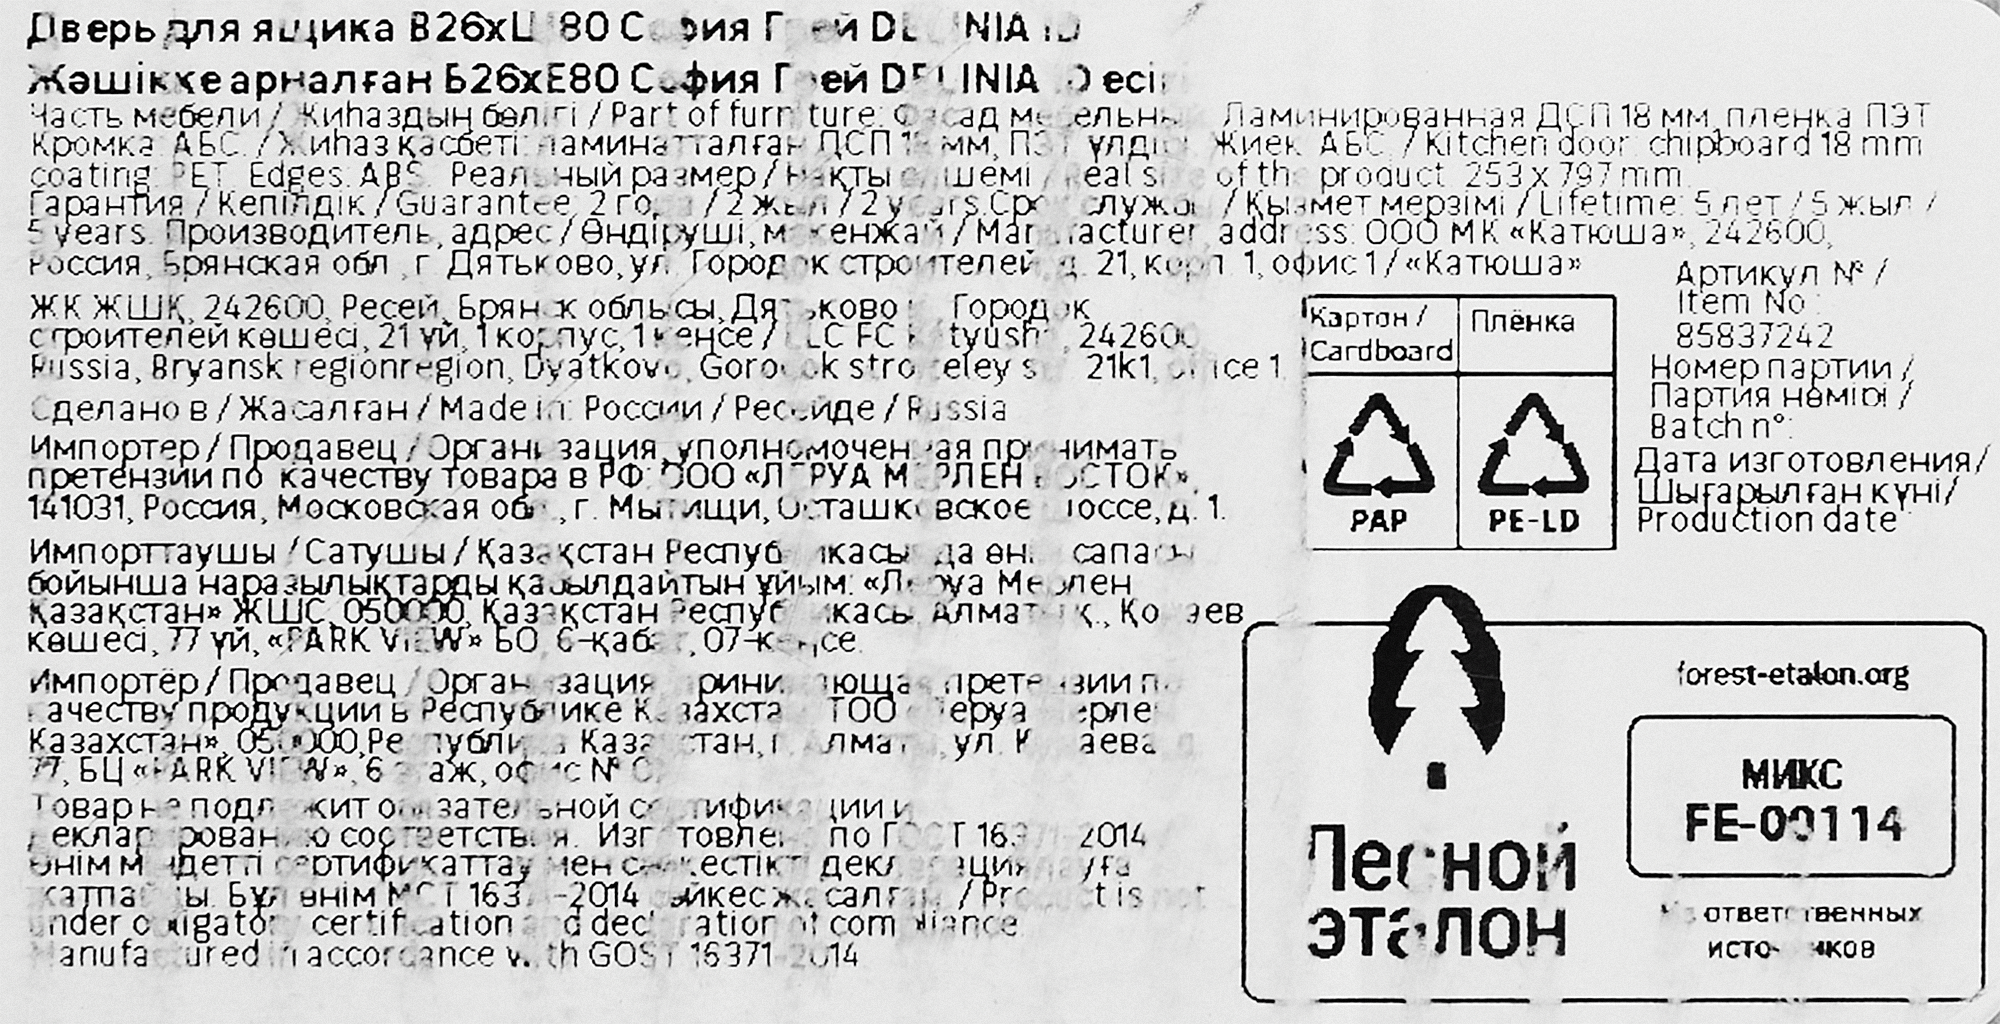 Дверь для ящика В26хШ80 София Грей DELINIA ID
Жәшікке арналған Б26хЕ80 София Грей DELINIA ID есігі
Часть мебели / Жиһаздың бөлігі / Part of furniture: Фасад мебельный Ламинированная ДСП 18 мм, пленка ПЭТ
Кромка: АБС. / Жиһаз қасбеті: ламинатталған ДСП 18 мм, ПЭТ үлдірі. Жиек: АБС. / Kitchen door: chipboard 18 mm
coating: PET. Edges: ABS. Реальный размер / Нақты өлшемі / Real size of the product: 253 x 797 mm.
Гарантия / Кепілдік / Guarantee: 2 года / 2 жыл / 2 years. Срок службы / Қызмет мерзімі / Lifetime: 5 лет / 5 жыл /
5 years. Производитель, адрес / Өндіруші, мекенжай / Manufacturer, address: ООО МК «Катюша», 242600,
Россия, Брянская обл., г. Дятьково, ул. Городок строителей, д. 21, корп. 1, офис 1 / «Катюша»
ЖК ЖШҚ, 242600, Ресей, Брянск облысы, Дятьково Городок
строителей көшесі, 21 үй, 1 корпус, 1 кеңсе / LLC FC Katyusha, 242600,
Russia, Bryansk regionregion, Dyatkovo, Gorodok stroiteley str. 21k1, office 1.
Сделано в / Жасалған / Made in: России / Ресейде / Russia
Импортер / Продавец / Организация, уполномоченная принимать
претензии по качеству товара в РФ: ООО «ЛЕРУА МЕРЛЕН ВОСТОК»,
141031, Россия, Московская обл., г. Мытищи, Осташковское шоссе, д. 1.
Импорттаушы / Сатушы / Қазақстан Республикасында өнім сапасы
бойынша наразылықтарды қабылдайтын ұйым: «Леруа Мерлен
Қазақстан» ЖШС, 050000, Қазақстан Республикасы, Алматы қ., Қонаев
көшесі, 77 үй, «PARK VIEW» БО, 6-қабат, 07-кеңсе.
Импортёр / Продавец / Организация, принимающая претензии по
качеству продукции в Республике Казахстан: ТОО «Леруа Мерлен
Казахстан», 050000, Республика Казахстан, г. Алматы, ул. Кунаева, д.
77, БЦ «PARK VIEW», 6 этаж, офис №
Товар не подлежит обязательной сертификации и
декларированию соответствия. Изготовлено по ГОСТ 16371-2014
Өнім міндетті сертификаттау мен сәйкестікті декларациялауға
жатпайды. Бұл өнім МСТ 16371-2014 сәйкес жасалған. / Product is not
under obligatory certification and declaration of compliance.
Manufactured in accordance with GOST 16371-2014
Картон / Cardboard
Плёнка
PAP
PE-LD
Артикул № /
Item No.:
85837242
Номер партии /
Партия нөмірі /
Batch n°:
Дата изготовления/
Шығарылған күні/
Production date
forest-etalon.org
МИКС
FE-00114
Лесной
эталон
Из ответственных
источников